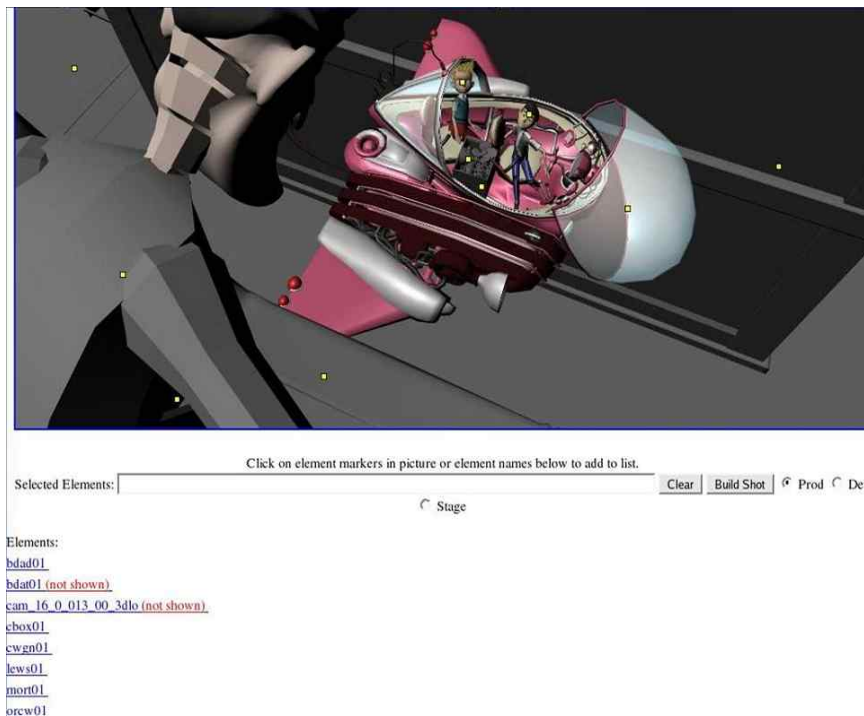 Click on element markers in picture or element names below to add to list.
Selected Elements: Clear Build Shot Prod De
Stage
Elements:
bdad01
bdat01 (not shown)
cam_16_0_013_00_3dlo (not shown)
cbox01
cwgn01
lews01
mort01
orcw01